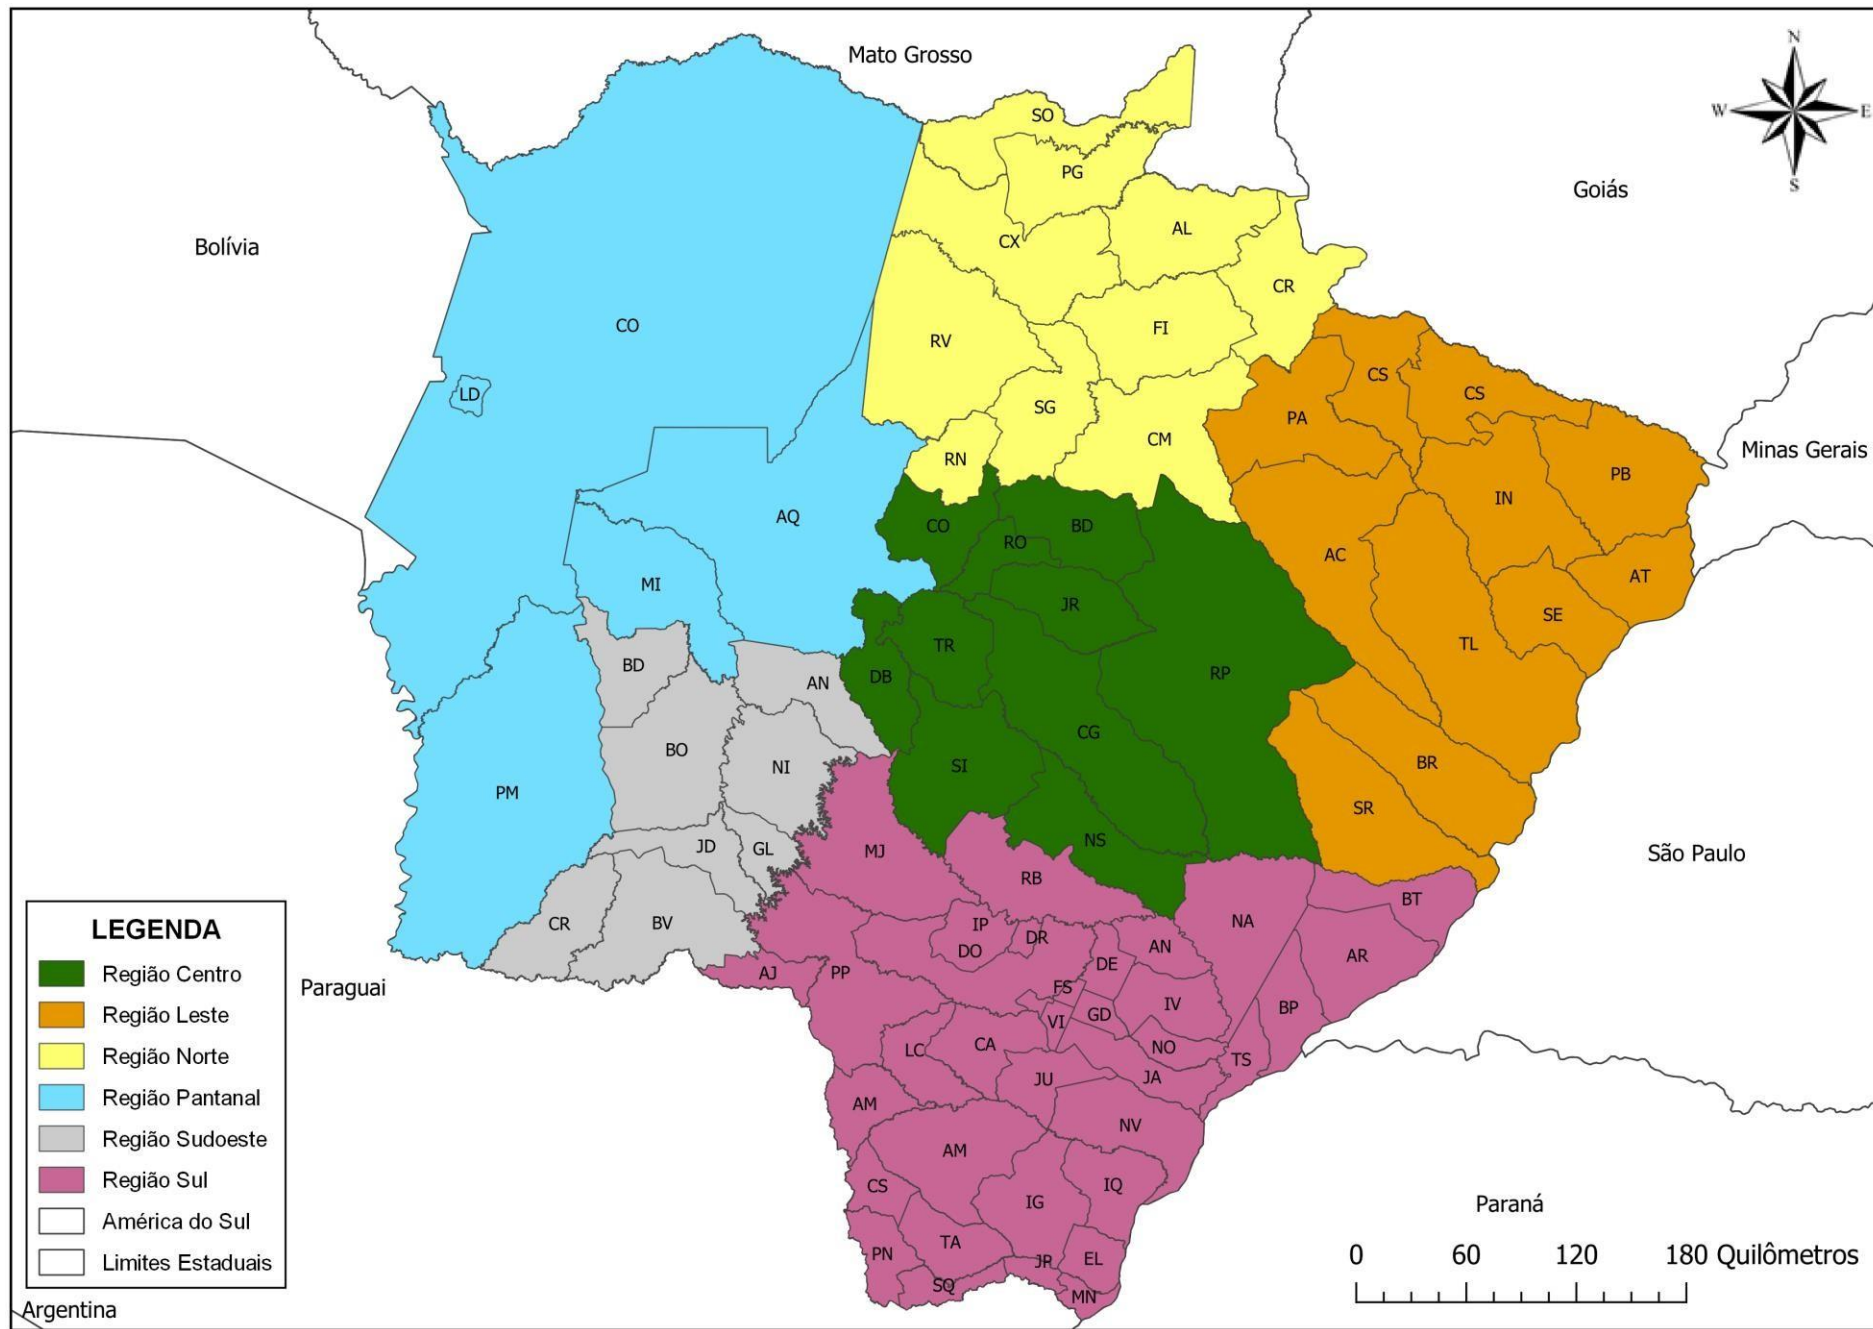 Mato Grosso
N
W
E
S
Goiás
Bolívia
Minas Gerais
São Paulo
Paraná
Paraguai
Argentina
SO
PG
CX
AL
CR
RV
FI
SG
CM
RN
CO
LD
AQ
MI
PM
CS
CS
PA
PB
IN
AC
AT
SE
TL
BR
SR
CO
BD
RO
JR
TR
DB
RP
CG
SI
NS
BD
AN
BO
NI
JD
GL
CR
BV
MJ
RB
BT
NA
AR
IP
DR
DO
AN
DE
AJ
PP
FS
IV
BP
GD
VI
LC
CA
NO
TS
JU
JA
AM
NV
AM
CS
IQ
IG
TA
PN
JP
EL
SQ
MN
LEGENDA
Região Centro
Região Leste
Região Norte
Região Pantanal
Região Sudoeste
Região Sul
América do Sul
Limites Estaduais
0 60 120 180 Quilômetros